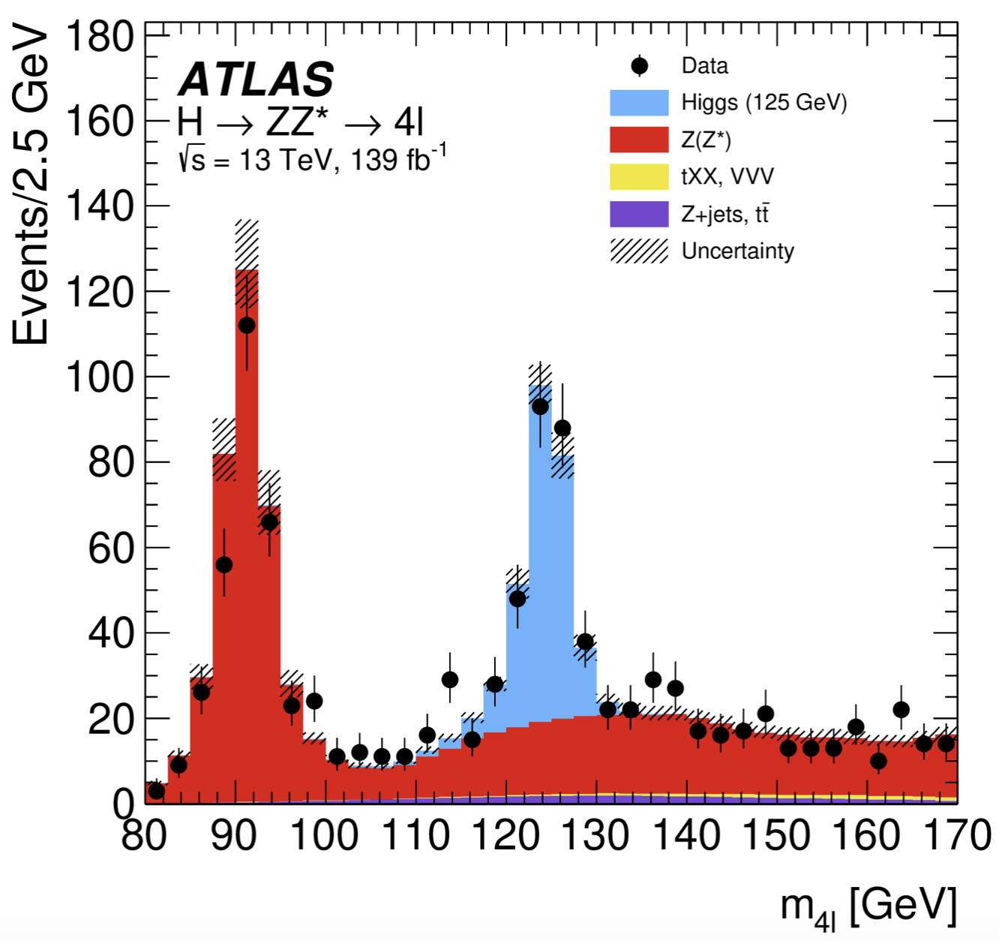 Events/2.5 GeV
180
160
140
120
100
80
60
40
20
0
ATLAS
H → ZZ* → 4l
√s = 13 TeV, 139 fb⁻¹
Data
Higgs (125 GeV)
Z(Z*)
tXX, VVV
Z+jets, tt̄
Uncertainty
80 90 100 110 120 130 140 150 160 170
m₄ₗ [GeV]